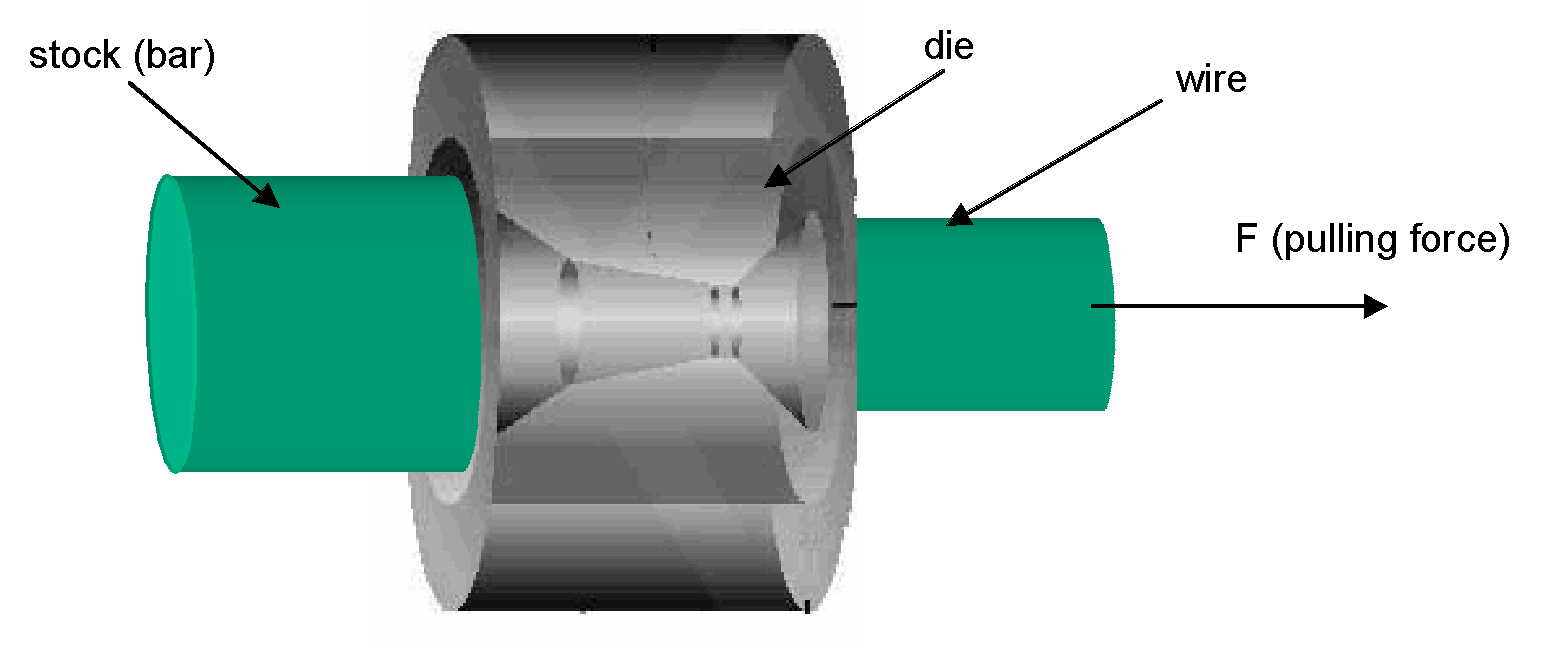 stock (bar)
die
wire
F (pulling force)